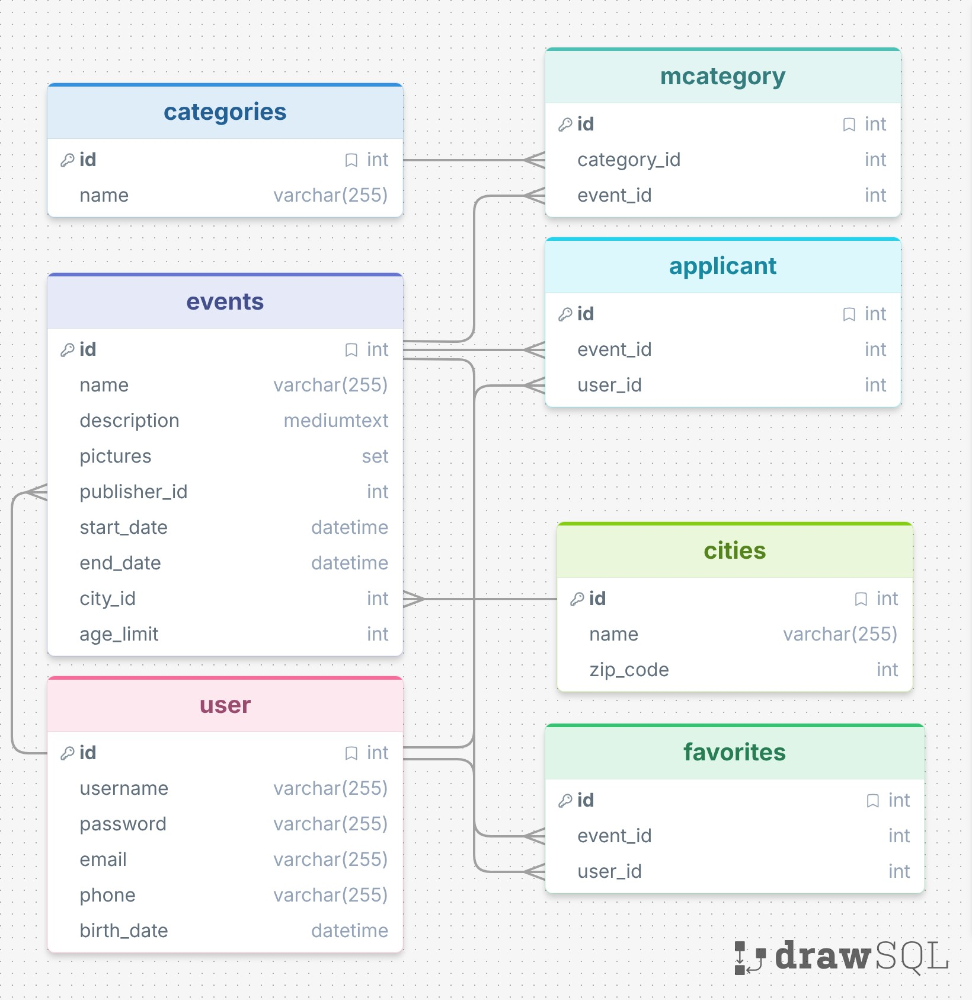 categories
id int
name varchar(255)
events
id int
name varchar(255)
description mediumtext
pictures set
publisher_id int
start_date datetime
end_date datetime
city_id int
age_limit int
user
id int
username varchar(255)
password varchar(255)
email varchar(255)
phone varchar(255)
birth_date datetime
mcategory
id int
category_id int
event_id int
applicant
id int
event_id int
user_id int
cities
id int
name varchar(255)
zip_code int
favorites
id int
event_id int
user_id int
drawSQL